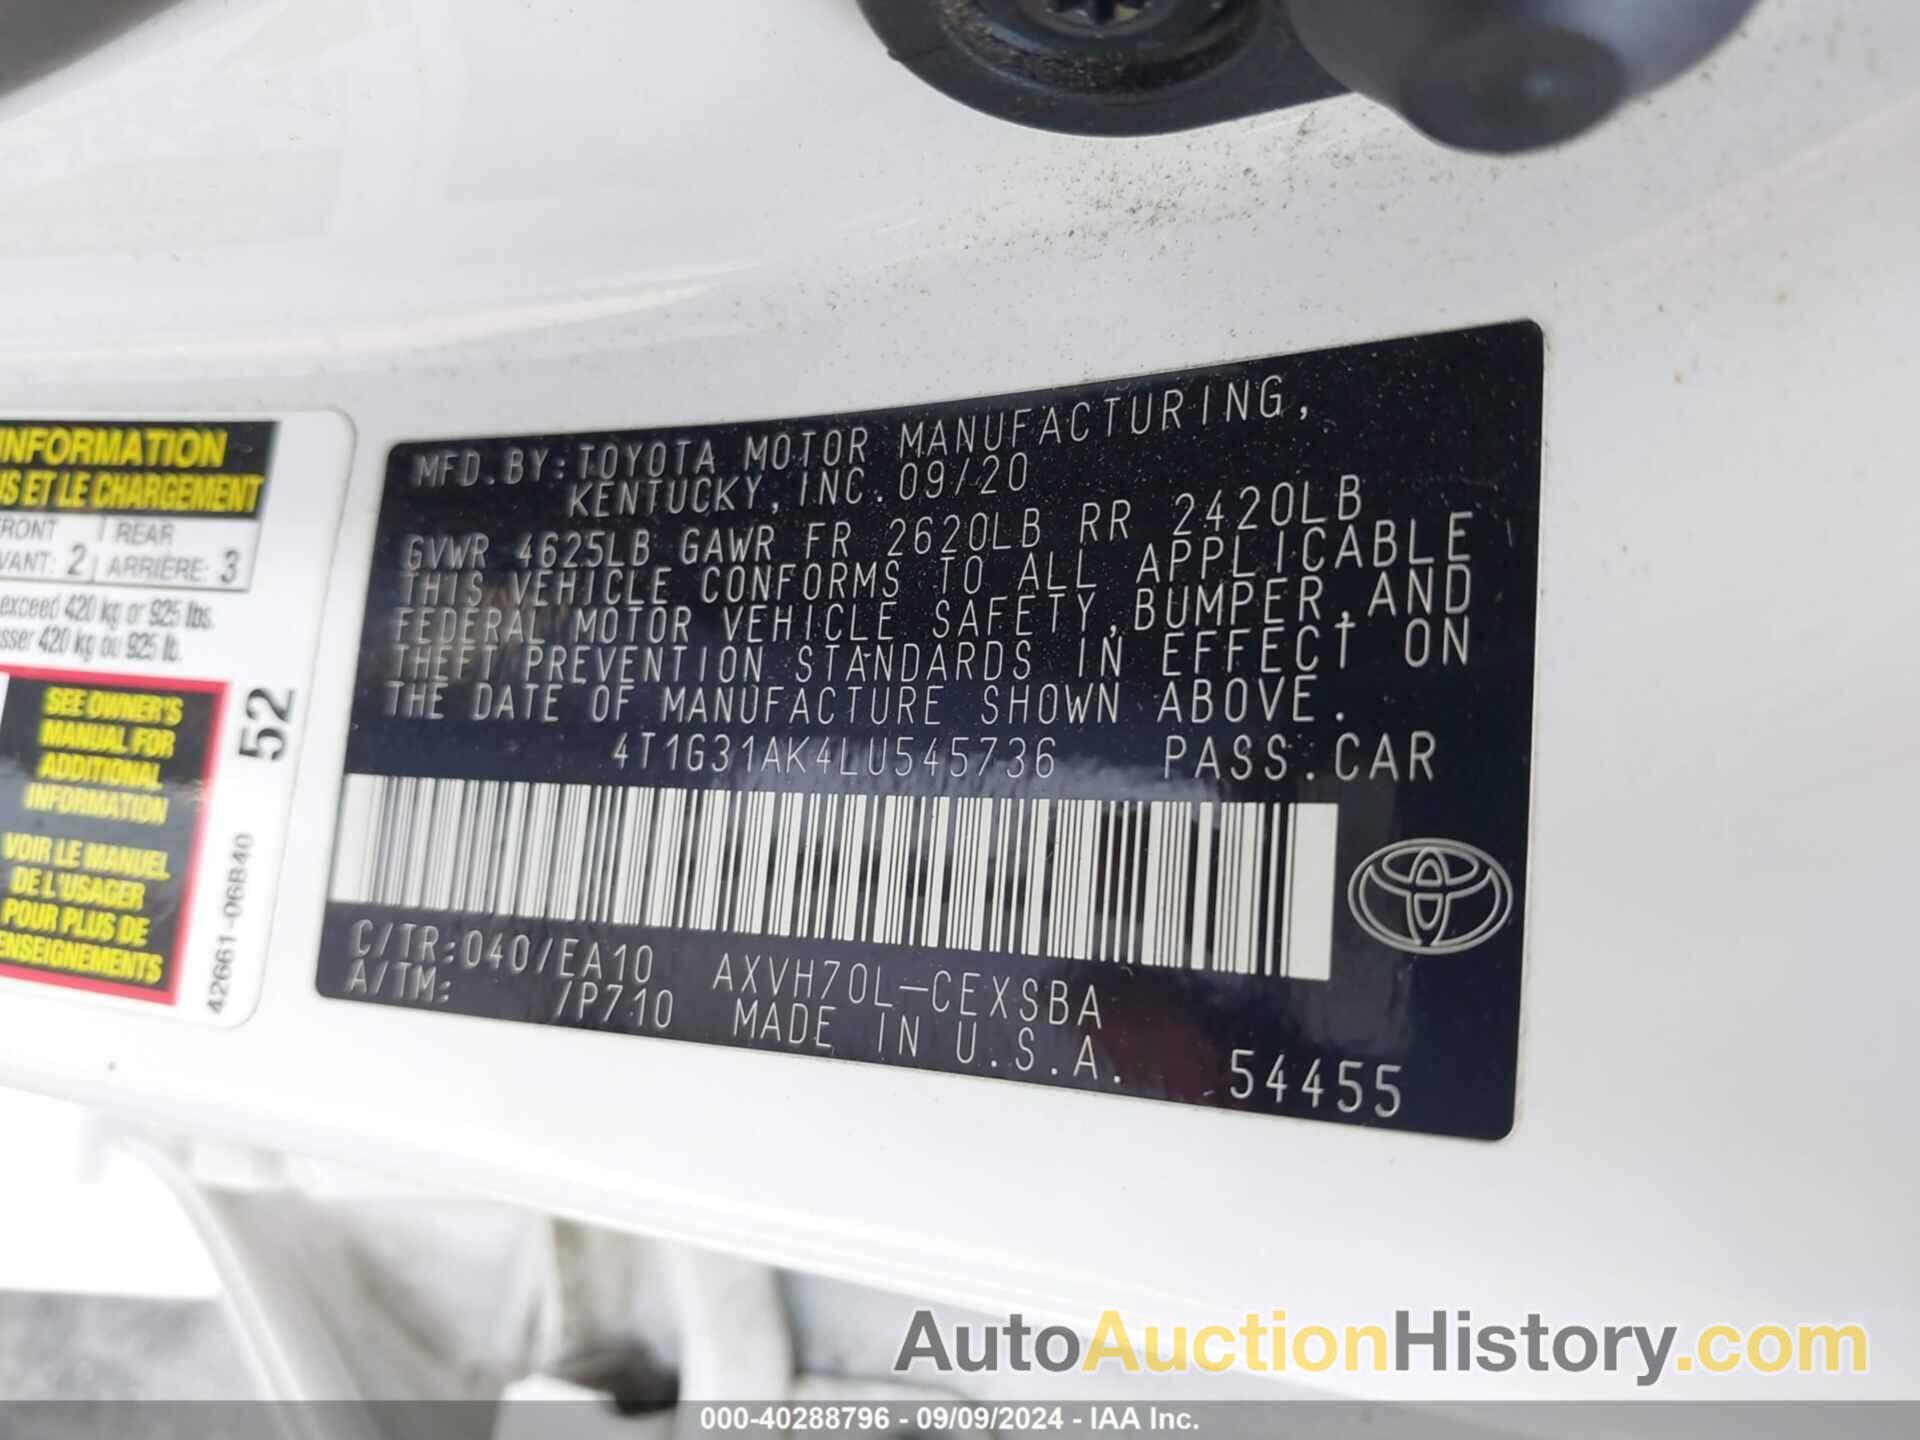 INFORMATION
US ET LE CHARGEMENT
FRONT REAR
VANT: 2 ARRIÈRE: 3
exceed 420 kg or 925 lbs.
sser 420 kg ou 925 lb.
SEE OWNER'S
MANUAL FOR
ADDITIONAL
INFORMATION
VOIR LE MANUEL
DE L'USAGER
POUR PLUS DE
ENSEIGNEMENTS
52
42661-06B40
MFD.BY:TOYOTA MOTOR MANUFACTURING,
KENTUCKY, INC. 09/20
GVWR 4625LB GAWR FR 2620LB RR 2420LB
THIS VEHICLE CONFORMS TO ALL APPLICABLE
FEDERAL MOTOR VEHICLE SAFETY,BUMPER,AND
THEFT PREVENTION STANDARDS IN EFFECT ON
THE DATE OF MANUFACTURE SHOWN ABOVE.
4T1G31AK4LU545736 PASS.CAR
C/TR:040/EA10 AXVH70L-CEXSBA
A/TM: /P710 MADE IN U.S.A.
54455
AutoAuctionHistory.com
000-40288796 - 09/09/2024 - IAA Inc.